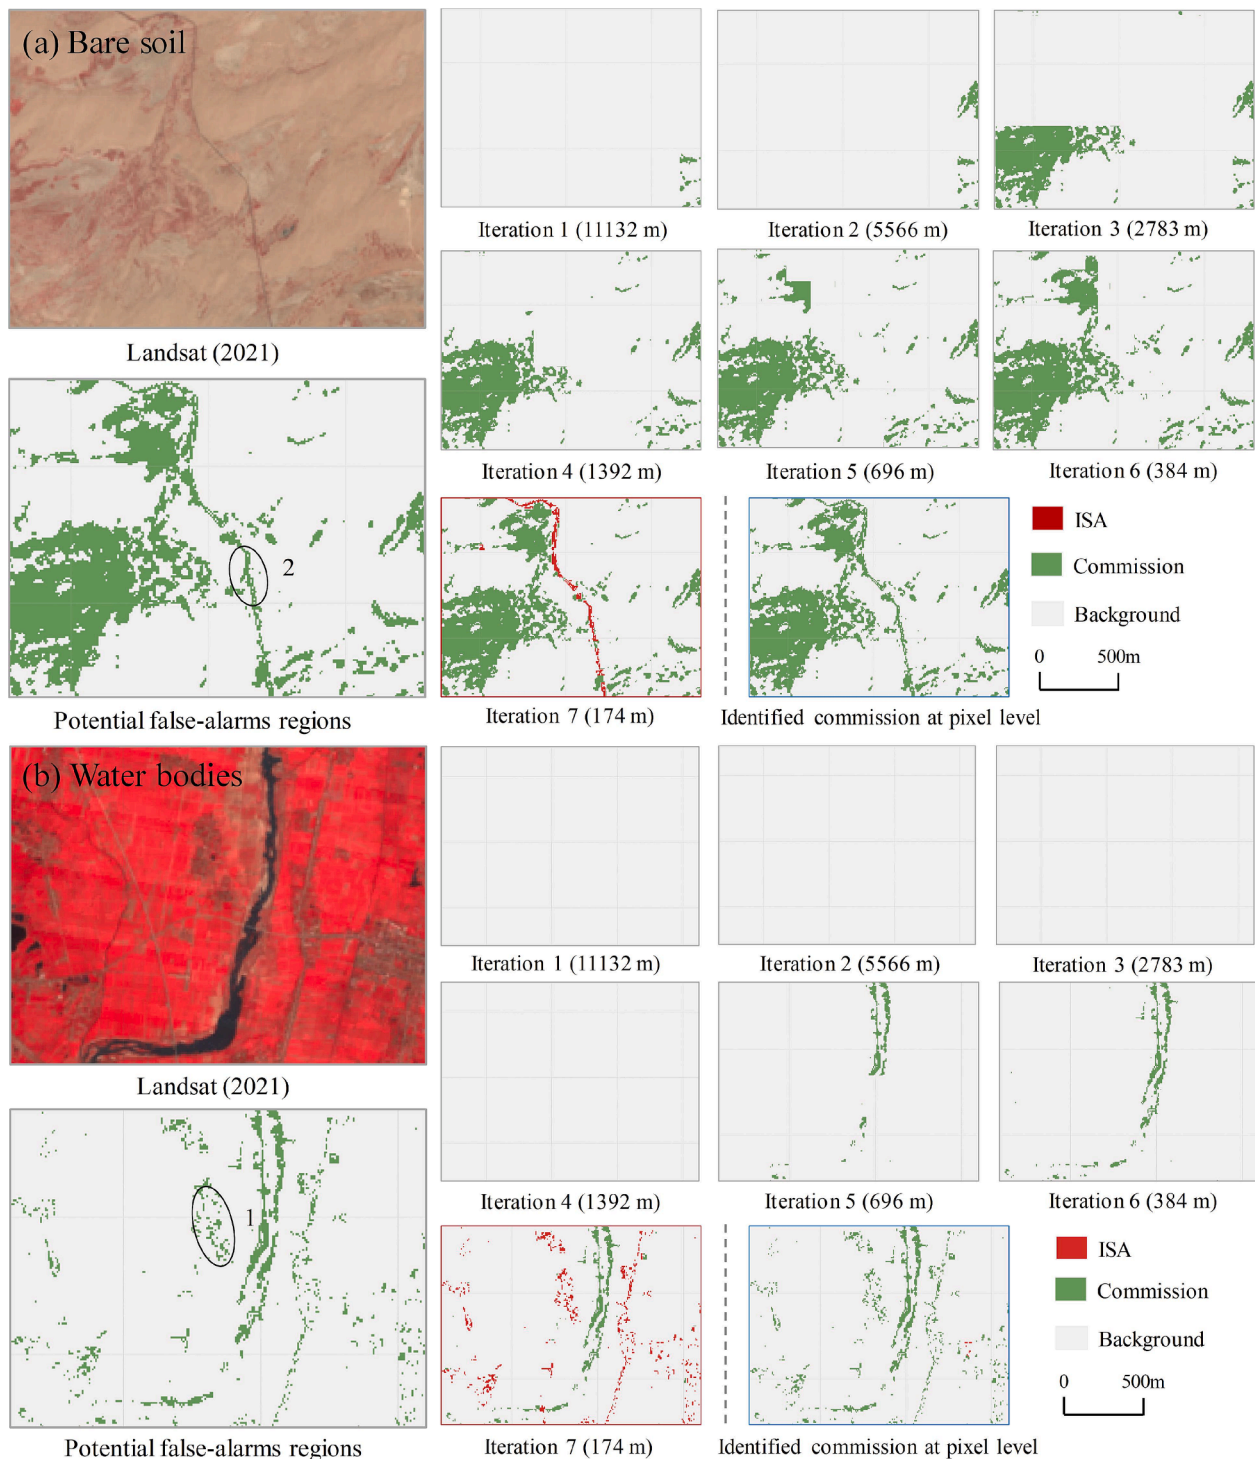 (a) Bare soil
Landsat (2021)
Iteration 1 (11132 m)
Iteration 2 (5566 m)
Iteration 3 (2783 m)
Iteration 4 (1392 m)
Iteration 5 (696 m)
Iteration 6 (384 m)
2
Potential false-alarms regions
Iteration 7 (174 m)
Identified commission at pixel level
ISA
Commission
Background
0 500m
(b) Water bodies
Landsat (2021)
Iteration 1 (11132 m)
Iteration 2 (5566 m)
Iteration 3 (2783 m)
Iteration 4 (1392 m)
Iteration 5 (696 m)
Iteration 6 (384 m)
1
Potential false-alarms regions
Iteration 7 (174 m)
Identified commission at pixel level
ISA
Commission
Background
0 500m